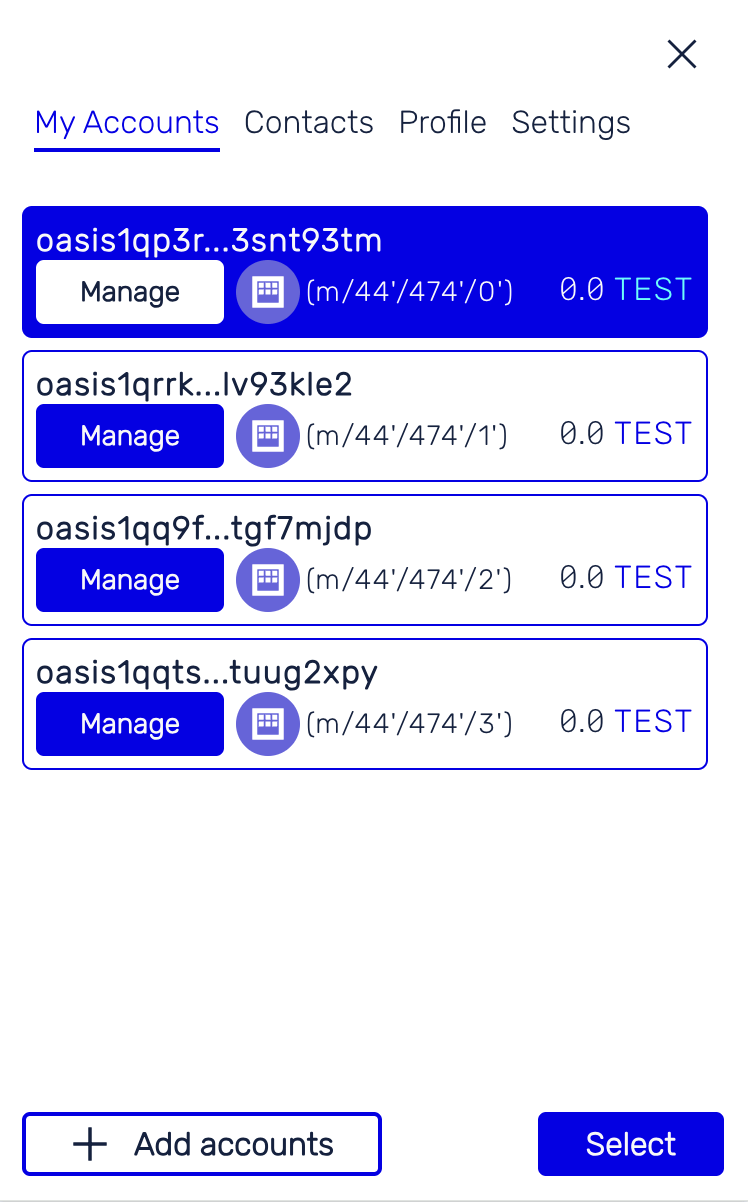 My Accounts Contacts Profile Settings
oasis1qp3r...3snt93tm
Manage (m/44'/474'/0') 0.0 TEST
oasis1qrrk...lv93kle2
Manage (m/44'/474'/1') 0.0 TEST
oasis1qq9f...tgf7mjdp
Manage (m/44'/474'/2') 0.0 TEST
oasis1qqts...tuug2xpy
Manage (m/44'/474'/3') 0.0 TEST
Add accounts Select